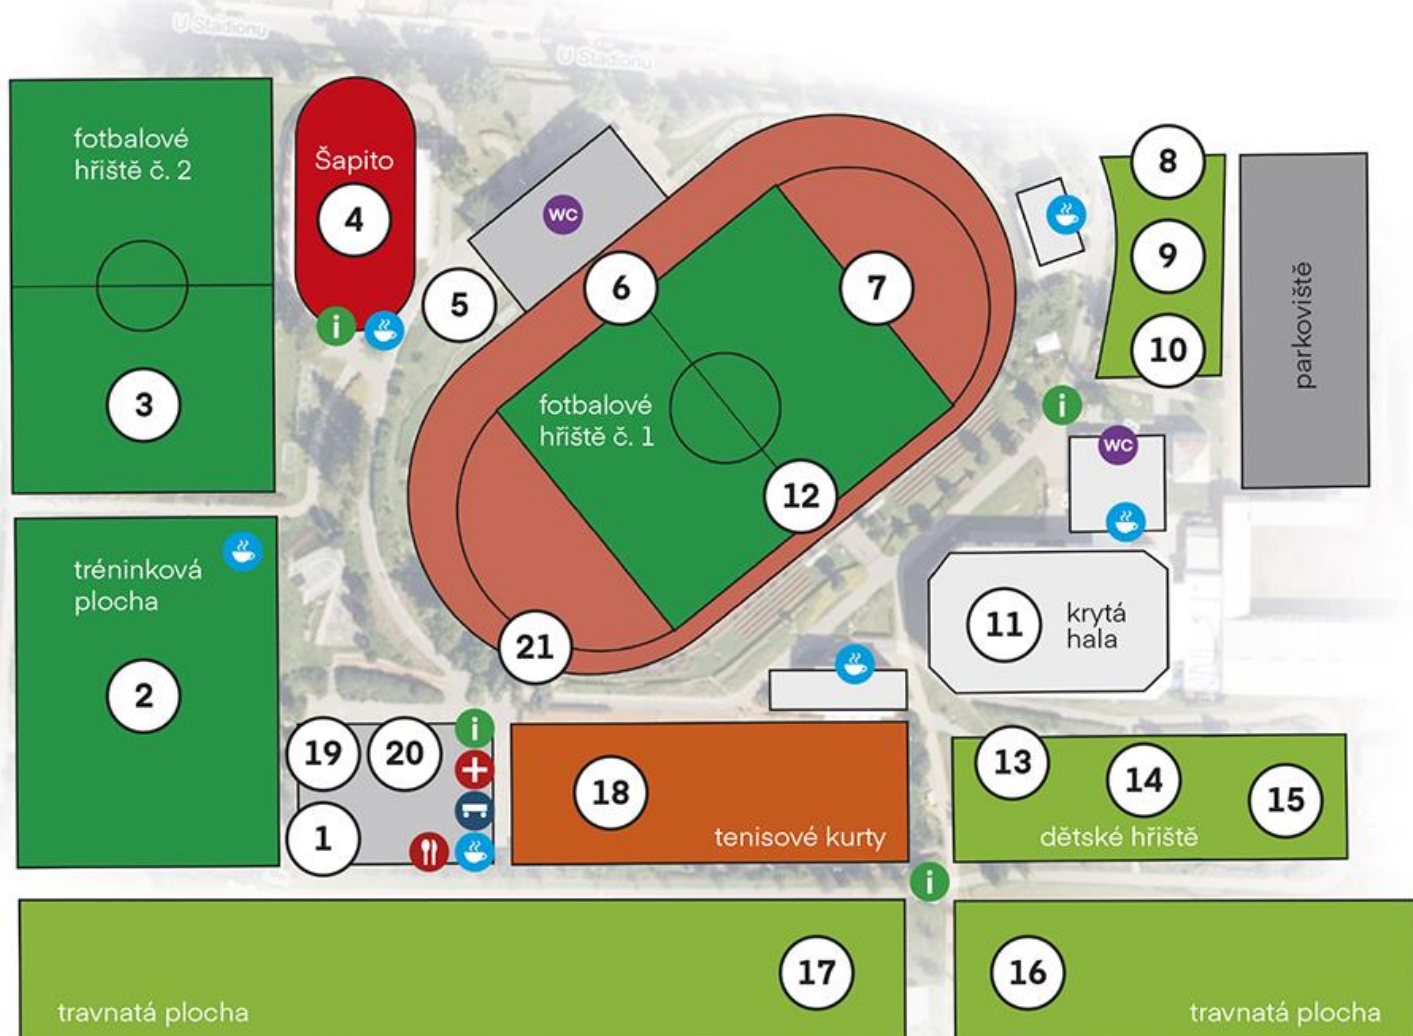 U Stadionu
U Stadionu
fotbalové
hřiště č. 2
Šapito
4
WC
5
6
7
8
9
10
parkoviště
i
3
fotbalové
hřiště č. 1
i
WC
12
tréninková
plocha
2
11
krytá
hala
21
19
20
i
1
18
tenisové kurty
13
14
15
dětské hřiště
i
17
travnatá plocha
16
travnatá plocha